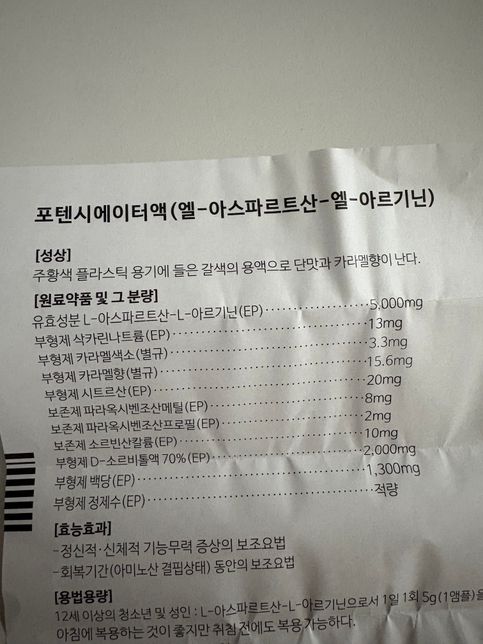 포텐시에이터액(엘-아스파르트산-엘-아르기닌)
[성상]
주황색 플라스틱 용기에 들은 갈색의 용액으로 단맛과 카라멜향이 난다.
[원료약품 및 그 분량]
유효성분 L-아스파르트산-L-아르기닌(EP) 5,000mg
부형제 삭카린나트륨(EP) 13mg
부형제 카라멜색소(별규) 3.3mg
부형제 카라멜향(별규) 15.6mg
부형제 시트르산(EP) 20mg
보존제 파라옥시벤조산메틸(EP) 8mg
보존제 파라옥시벤조산프로필(EP) 2mg
보존제 소르빈산칼륨(EP) 10mg
부형제 D-소르비톨액 70%(EP) 2,000mg
부형제 백당(EP) 1,300mg
부형제 정제수(EP) 적량
[효능효과]
-정신적·신체적 기능무력 증상의 보조요법
-회복기간(아미노산 결핍상태) 동안의 보조요법
[용법용량]
12세 이상의 청소년 및 성인 : L-아스파르트산-L-아르기닌으로서 1일 1회 5g(1앰플)을
아침에 복용하는 것이 좋지만 취침 전에도 복용 가능하다.